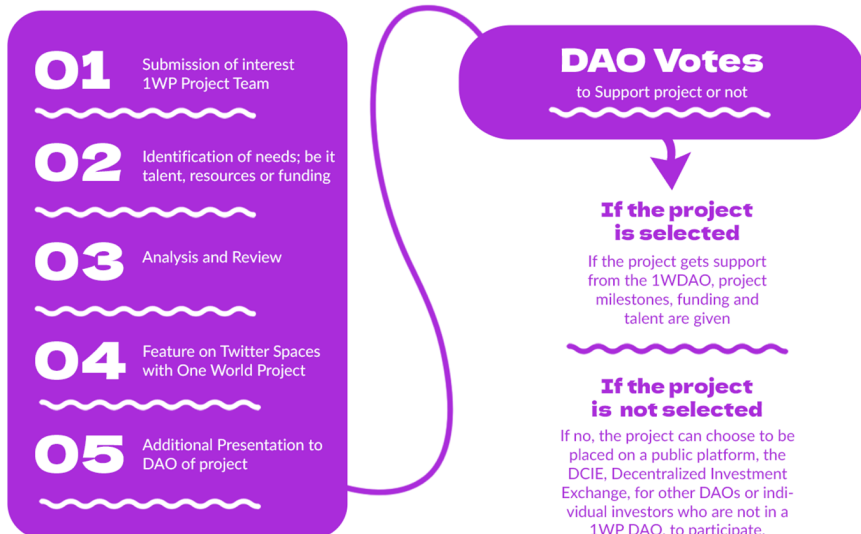 01
Submission of interest
1WP Project Team
02
Identification of needs; be it
talent, resources or funding
03
Analysis and Review
04
Feature on Twitter Spaces
with One World Project
05
Additional Presentation to
DAO of project
DAO Votes
to Support project or not
If the project
is selected
If the project gets support
from the 1WDAO, project
milestones, funding and
talent are given
If the project
is not selected
If no, the project can choose to be
placed on a public platform, the
DCIE, Decentralized Investment
Exchange, for other DAOs or indi-
vidual investors who are not in a
1WP DAO, to participate.